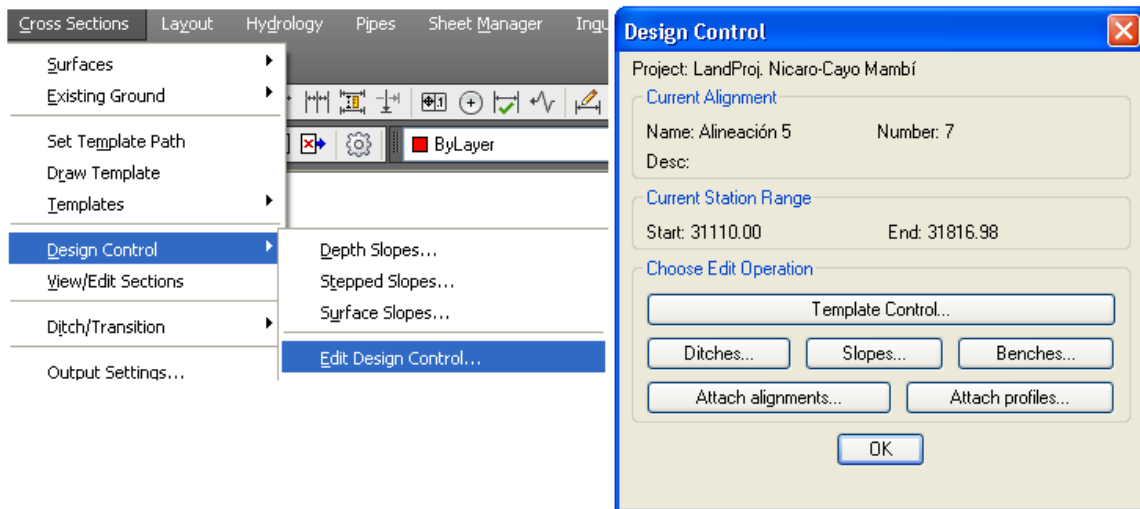 Cross Sections Layout Hydrology Pipes Sheet Manager Inqu
Surfaces
Existing Ground
Set Template Path
Draw Template
Templates
ByLayer
Design Control
View/Edit Sections
Ditch/Transition
Output Settings...
Depth Slopes...
Stepped Slopes...
Surface Slopes...
Edit Design Control...
Design Control
Project: LandProj. Nicaro-Cayo Mambí
Current Alignment
Name: Alineación 5 Number: 7
Desc:
Current Station Range
Start: 31110.00 End: 31816.98
Choose Edit Operation
Template Control...
Ditches... Slopes... Benches...
Attach alignments... Attach profiles...
OK